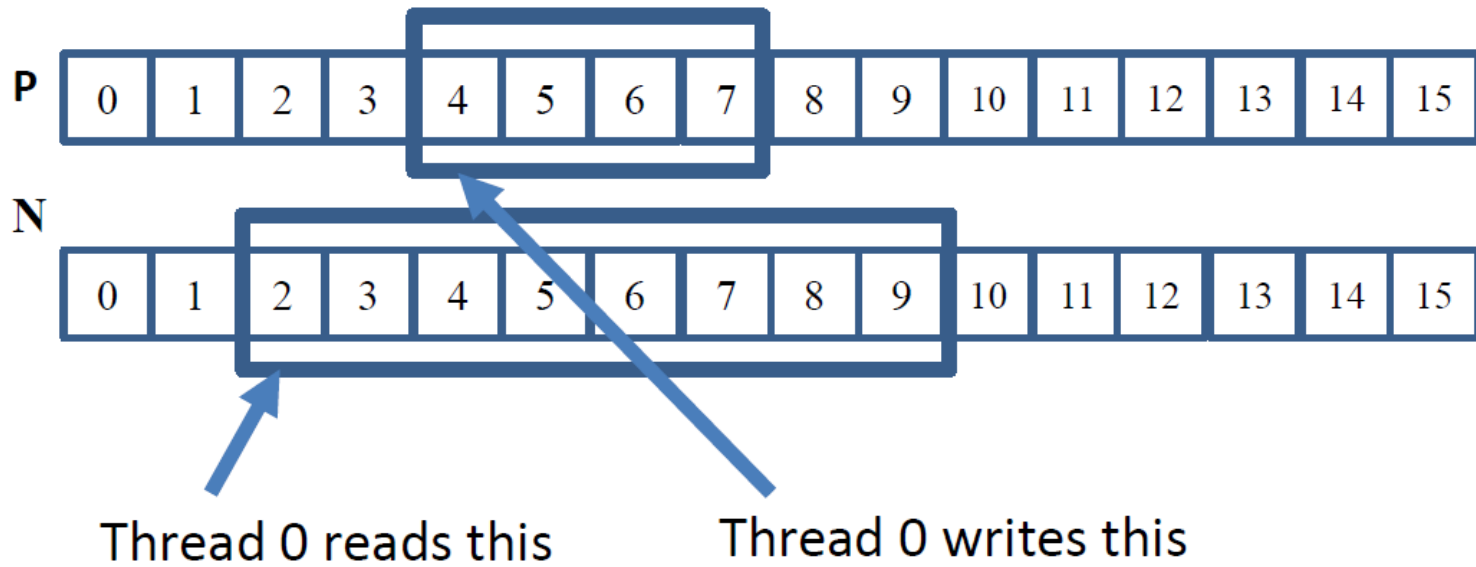 P 0 1 2 3 4 5 6 7 8 9 10 11 12 13 14 15
N
0 1 2 3 4 5 6 7 8 9 10 11 12 13 14 15
Thread 0 reads this
Thread 0 writes this